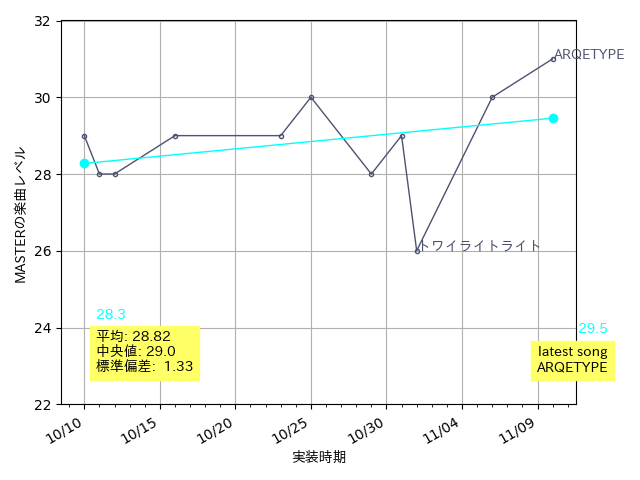 32
30
28
26
24
22
MASTERの楽曲レベル
ARQETYPE
トワイライトライト
28.3
平均: 28.82
中央値: 29.0
標準偏差: 1.33
29.5
latest song
ARQETYPE
10/10
10/15
10/20
10/25
10/30
11/04
11/09
実装時期